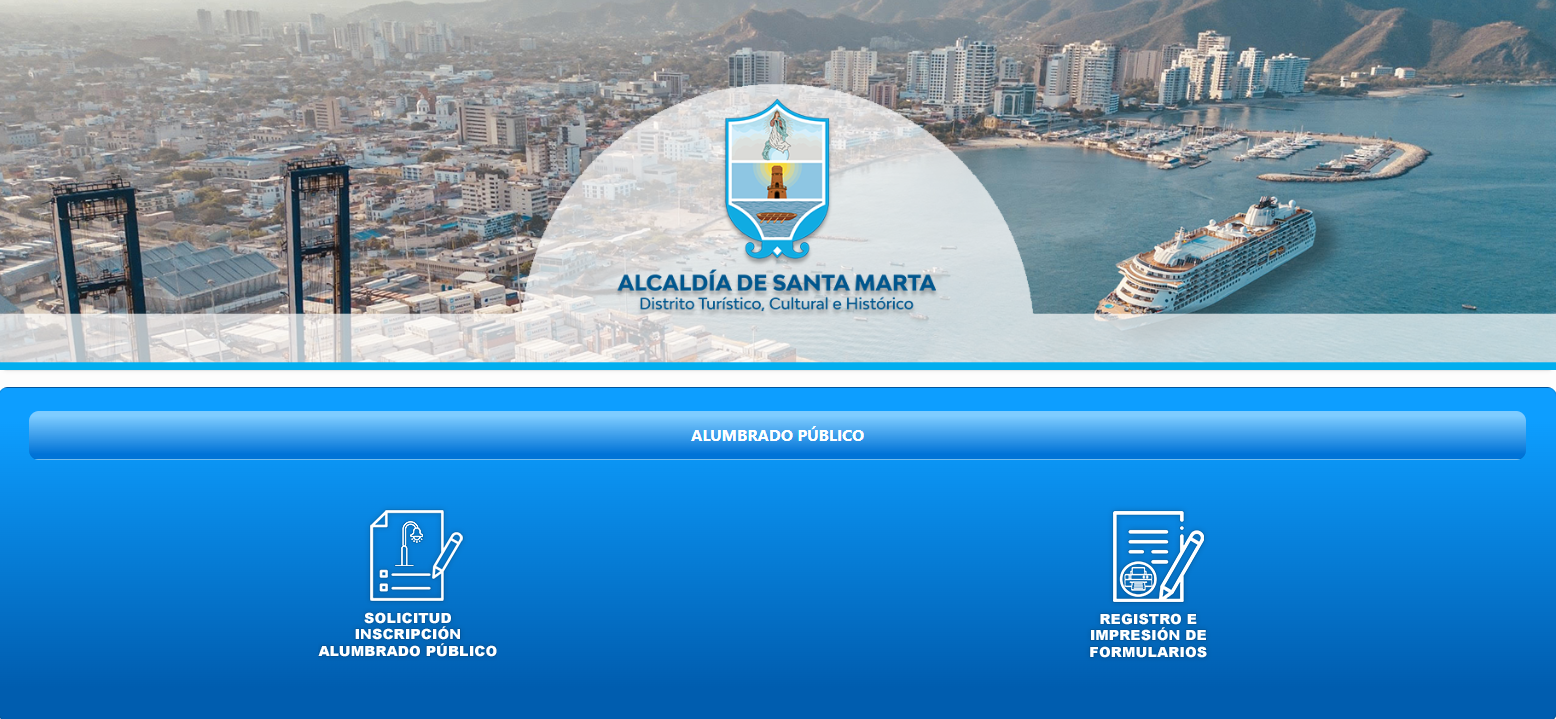 ALCALDÍA DE SANTA MARTA
Distrito Turístico, Cultural e Histórico
ALUMBRADO PÚBLICO
SOLICITUD
INSCRIPCIÓN
ALUMBRADO PÚBLICO
REGISTRO E
IMPRESIÓN DE
FORMULARIOS